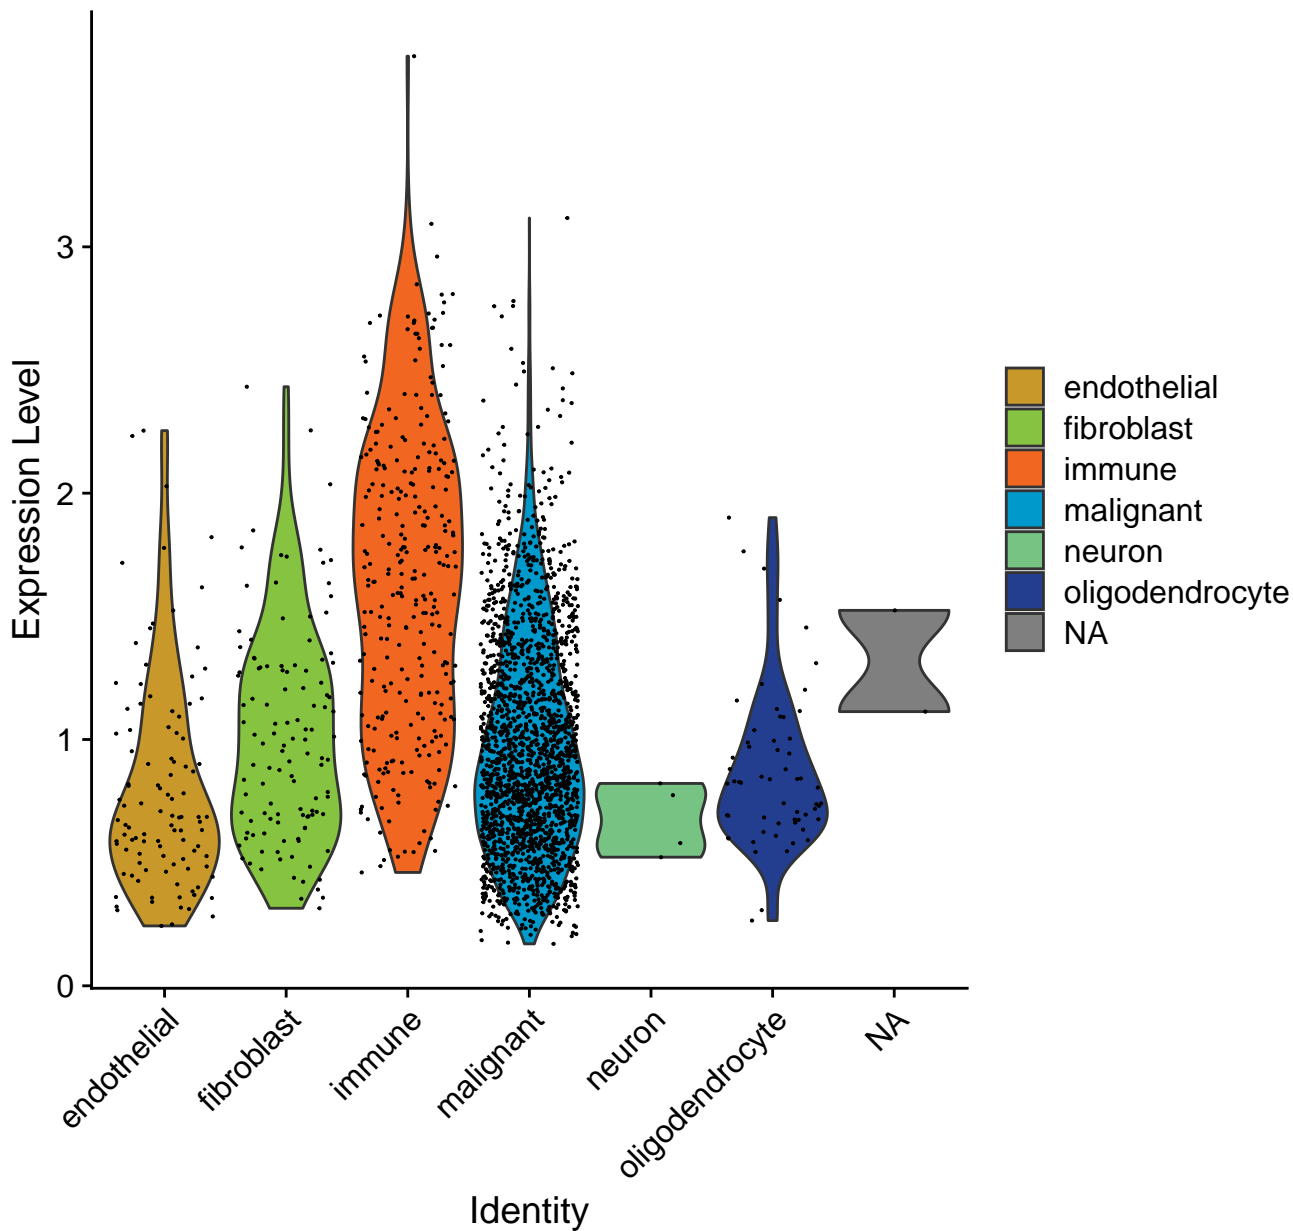 Expression Level
3
2
1
0
endothelial
fibroblast
immune
malignant
neuron
oligodendrocyte
NA
Identity
endothelial
fibroblast
immune
malignant
neuron
oligodendrocyte
NA